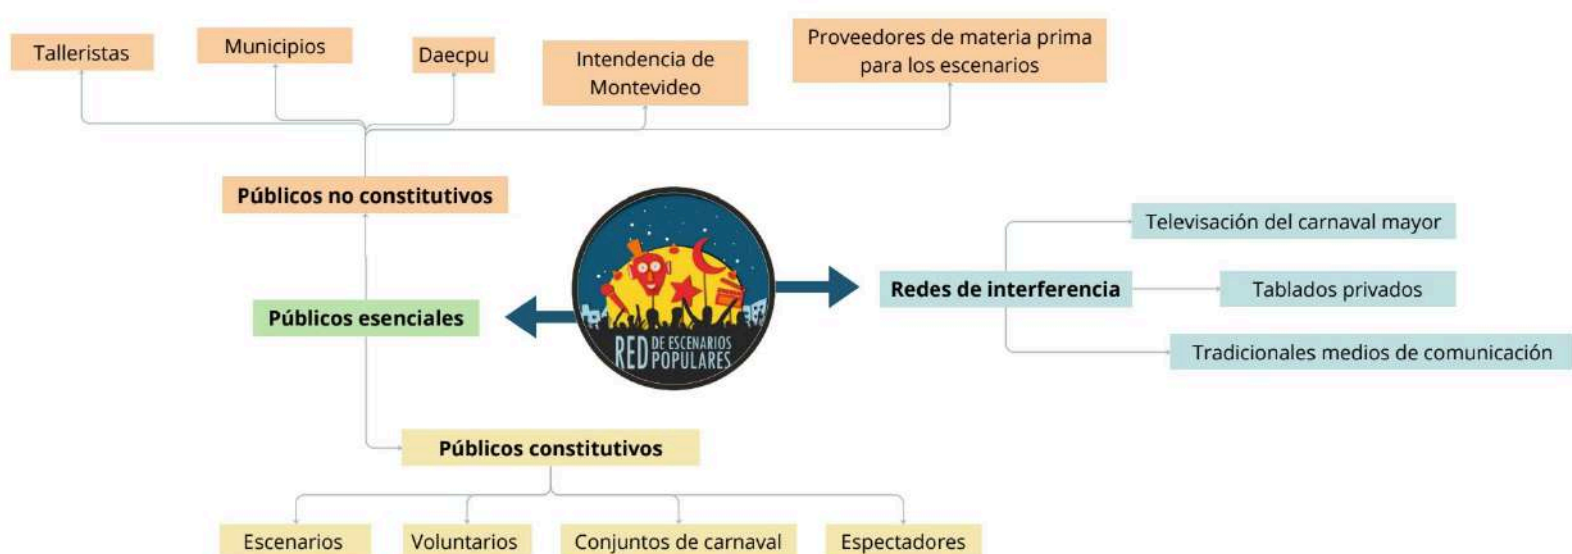 Talleristas
Municipios
Daecpu
Intendencia de
Montevideo
Proveedores de materia prima
para los escenarios
Públicos no constitutivos
Públicos esenciales
RED DE ESCENARIOS
POPULARES
Redes de interferencia
Televisación del carnaval mayor
Tablados privados
Tradicionales medios de comunicación
Públicos constitutivos
Escenarios
Voluntarios
Conjuntos de carnaval
Espectadores